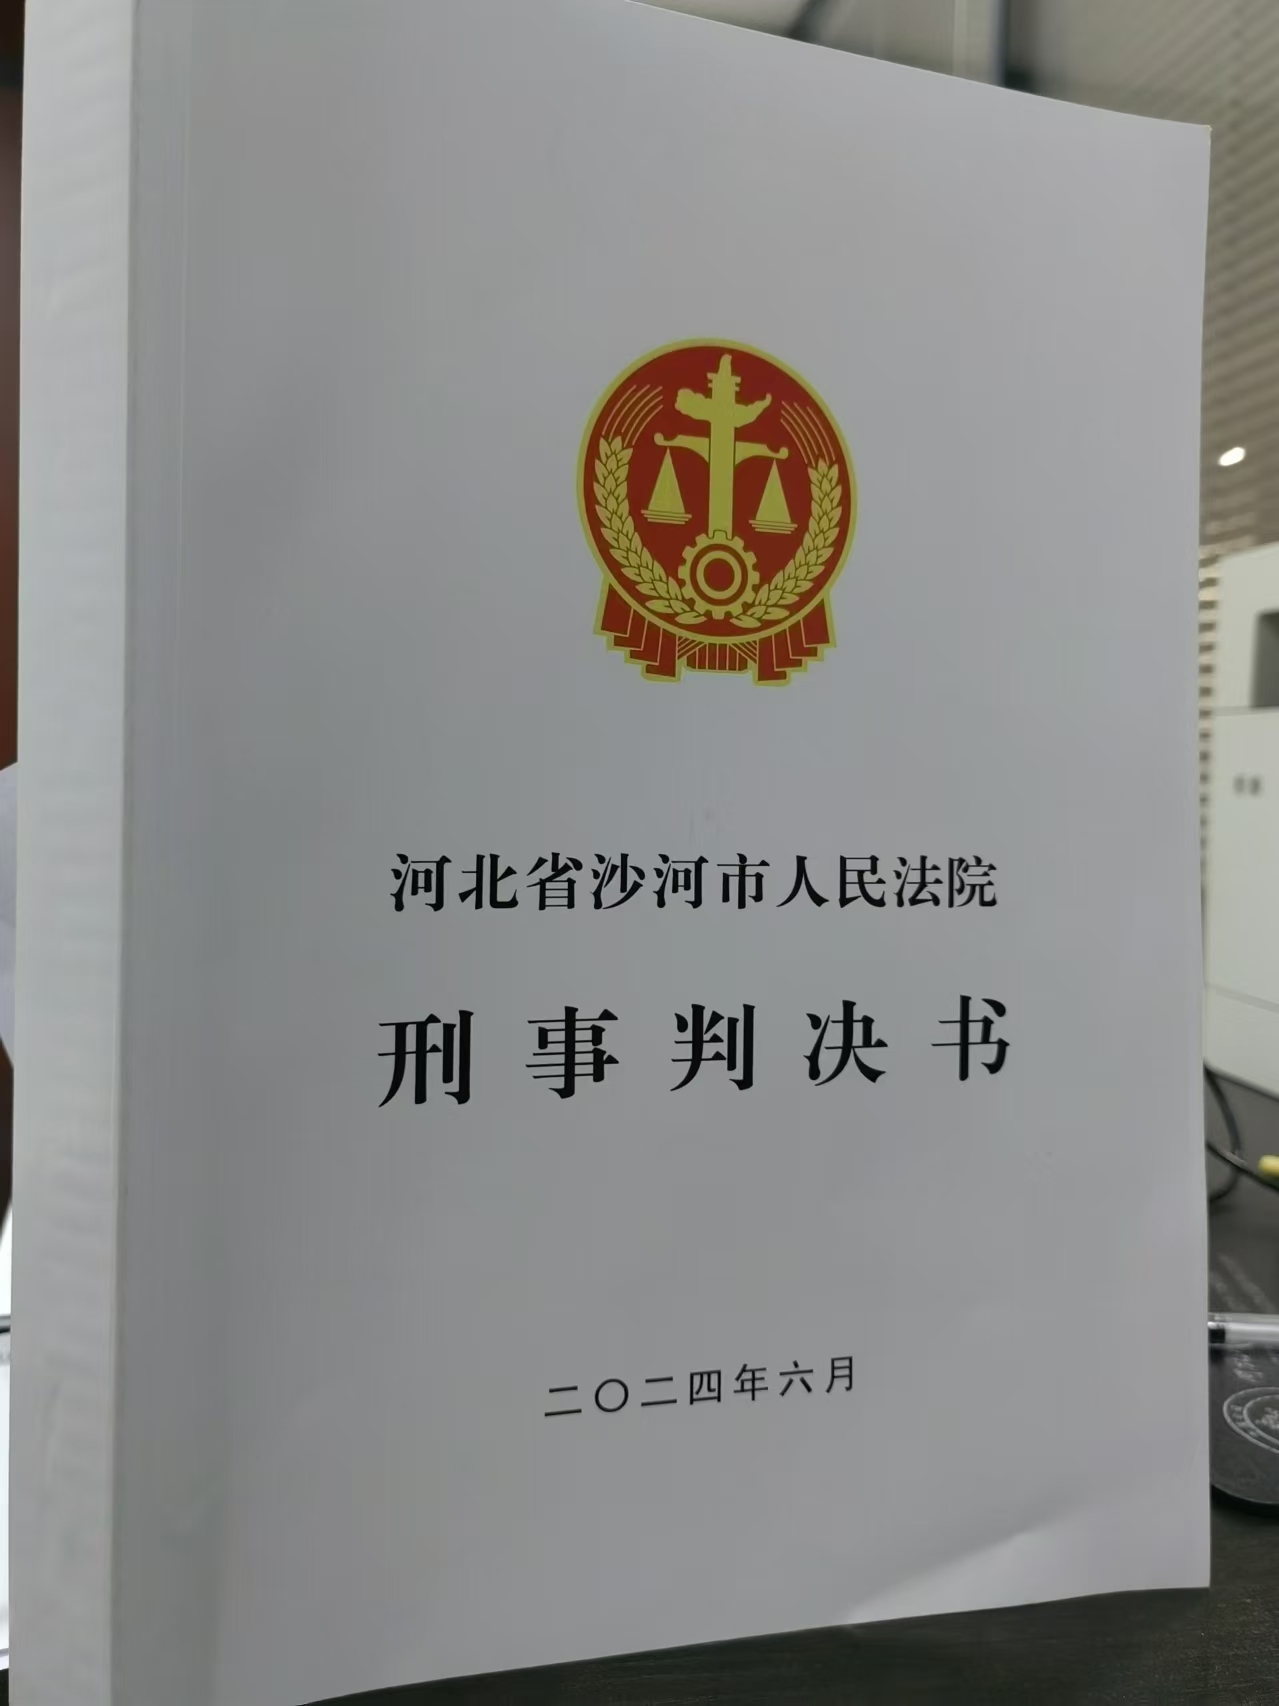 河北省沙河市人民法院
刑事判决书
二〇二四年六月